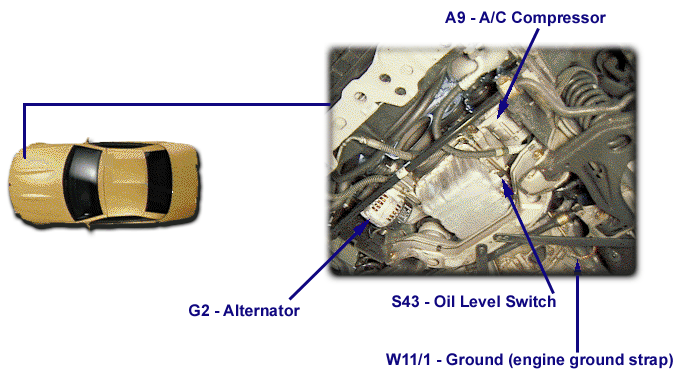 A9 - A/C Compressor
G2 - Alternator
S43 - Oil Level Switch
W11/1 - Ground (engine ground strap)